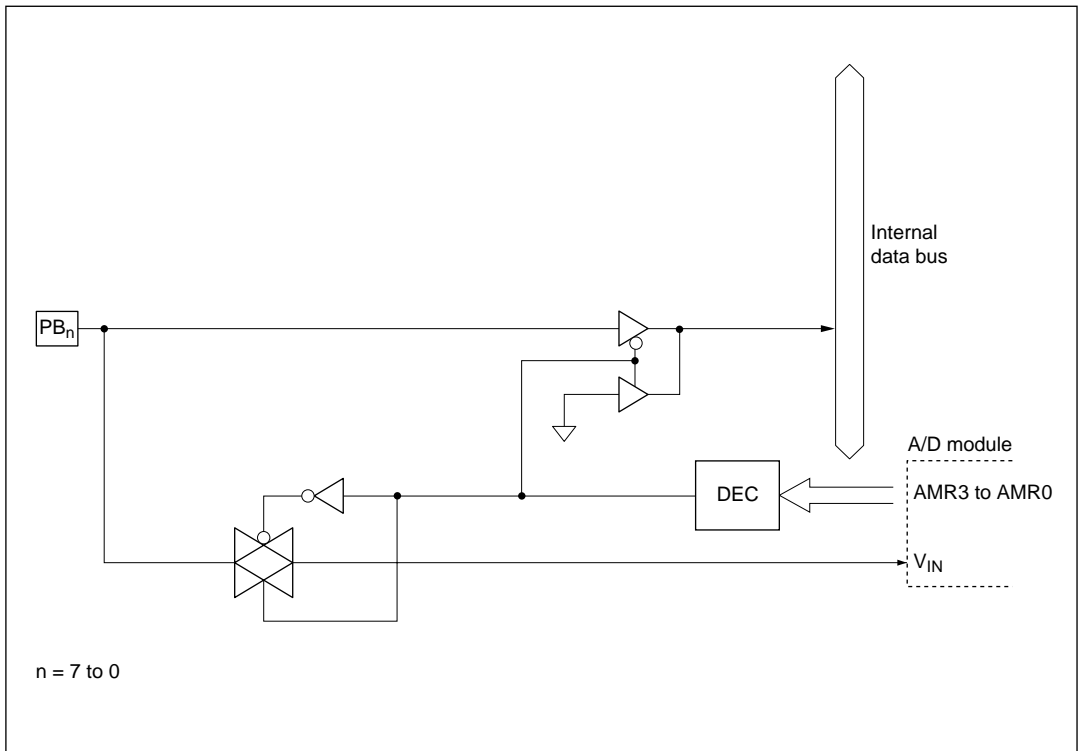 Internal
data bus
PBn
A/D module
DEC
AMR3 to AMR0
VIN
n = 7 to 0